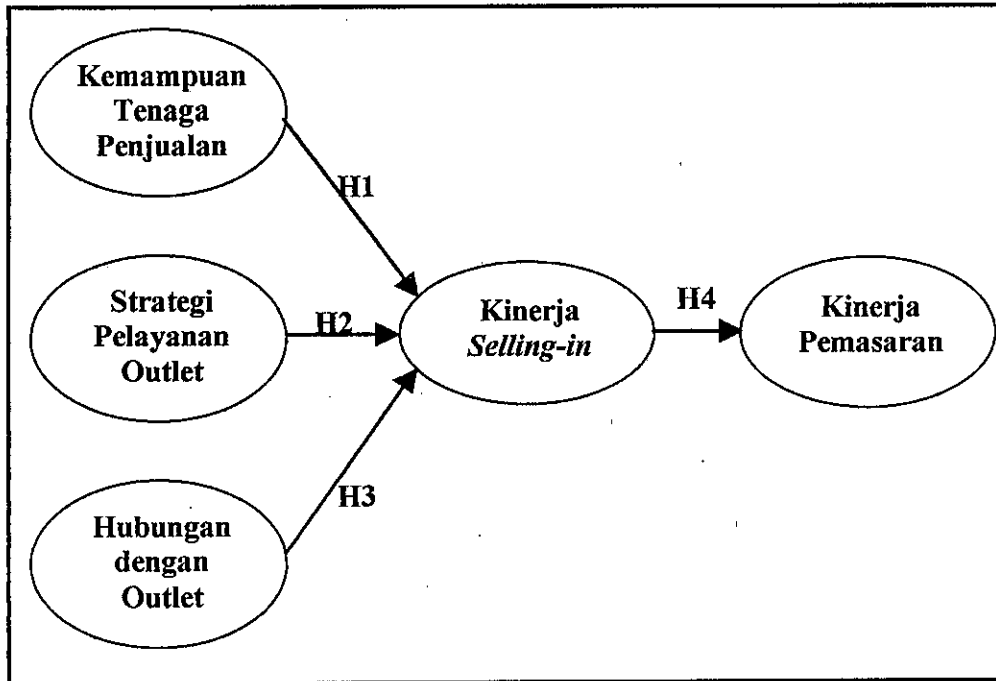 Kemampuan
Tenaga
Penjualan
H1
Strategi
Pelayanan
Outlet
H2
Kinerja
Selling-in
H4
Kinerja
Pemasaran
H3
Hubungan
dengan
Outlet